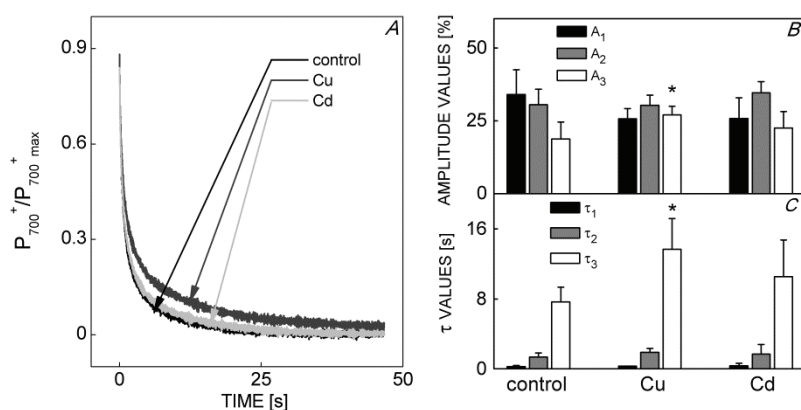 A
0.9
0.6
0.3
0
P₇₀₀⁺/P₇₀₀⁺ max
control
Cu
Cd
0
25
50
TIME [s]
B
AMPLITUDE VALUES [%]
50
25
0
A₁
A₂
A₃
*
C
τ VALUES [s]
16
8
0
τ₁
τ₂
τ₃
*
control
Cu
Cd